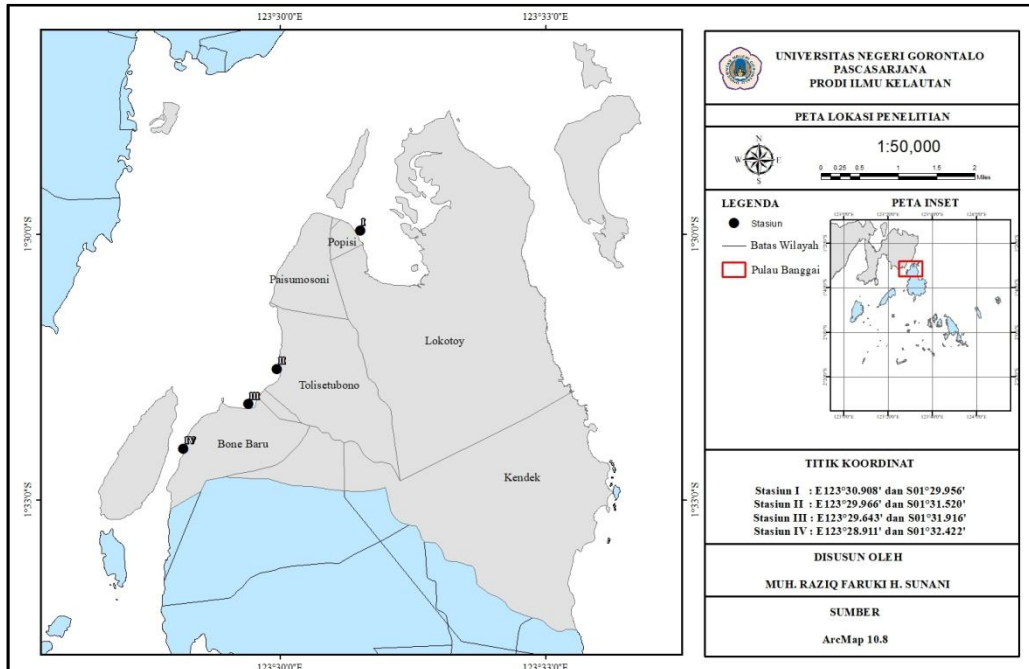 123°30'0"E 123°33'0"E
1°30'0"S 1°30'0"S
1°33'0"S 1°33'0"S
123°30'0"E 123°33'0"E
I
Popisi
Paisumosoni
Lokotoy
II
Tolisetubono
III
IV
Bone Baru
Kendek
UNIVERSITAS NEGERI GORONTALO
PASCASARJANA
PRODI ILMU KELAUTAN
PETA LOKASI PENELITIAN
N
W E
S
1:50,000
0 0.25 0.5 1 1.5 2
Miles
LEGENDA
Stasiun
Batas Wilayah
Pulau Banggai
PETA INSET
TITIK KOORDINAT
Stasiun I : E123°30.908' dan S01°29.956'
Stasiun II : E123°29.966' dan S01°31.520'
Stasiun III : E123°29.643' dan S01°31.916'
Stasiun IV : E123°28.911' dan S01°32.422'
DISUSUN OLEH
MUH. RAZIQ FARUKI H. SUNANI
SUMBER
ArcMap 10.8